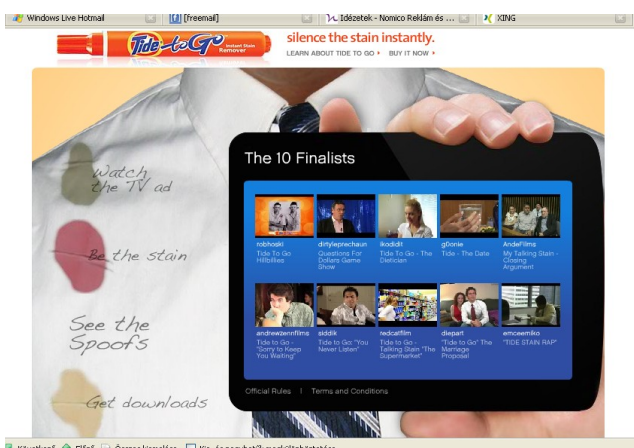 Windows Live Hotmail
[freemail]
Idézetek - Nomico Reklám és ...
XING
Tide-to-Go
Instant Stain
Remover
silence the stain instantly.
LEARN ABOUT TIDE TO GO
BUY IT NOW
Watch
the TV ad
Be the stain
See the
Spoofs
Get downloads
The 10 Finalists
robhoski
Tide To Go
Hillbillies
dirtyleprechaun
Questions For
Dollars Game
Show
ikodidit
Tide To Go - The
Dietician
g0onie
Tide - The Date
AndeFilms
My Talking Stain -
Closing
Argument
andrewzennfilms
Tide to Go -
"Sorry to Keep
You Waiting"
siddik
Tide to Go: "You
Never Listen"
tedcatfilm
Tide to Go -
Talking Stain "The
Supermarket"
diepart
"Tide to Go" The
Marriage
Proposal
emceemiko
"TIDE STAIN RAP"
Official Rules | Terms and Conditions